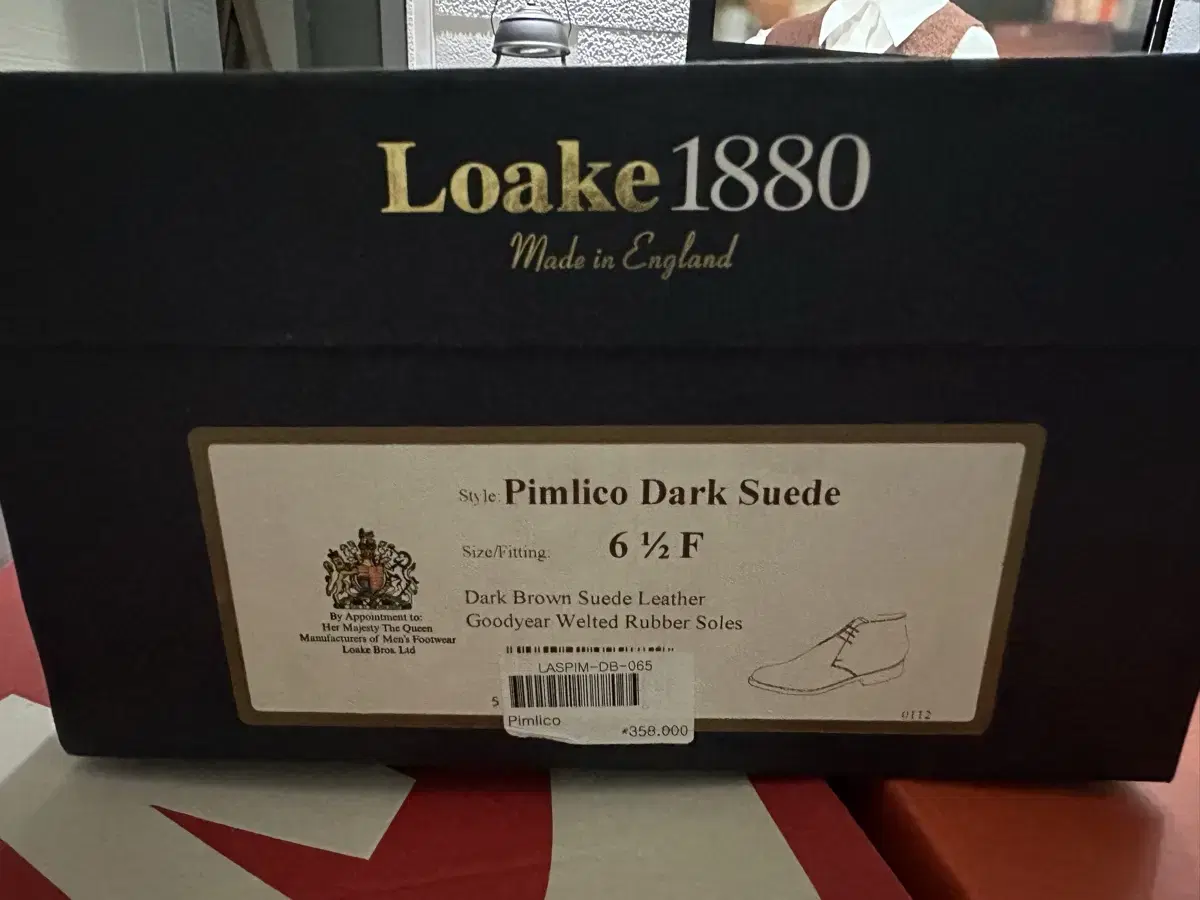 Loake 1880
Made in England
Style: Pimlico Dark Suede
Size/Fitting: 6 ½ F
Dark Brown Suede Leather
Goodyear Welted Rubber Soles
By Appointment to:
Her Majesty The Queen
Manufacturers of Men's Footwear
Loake Bros. Ltd
LASPIM-DB-065
5
Pimlico
358.000
0112